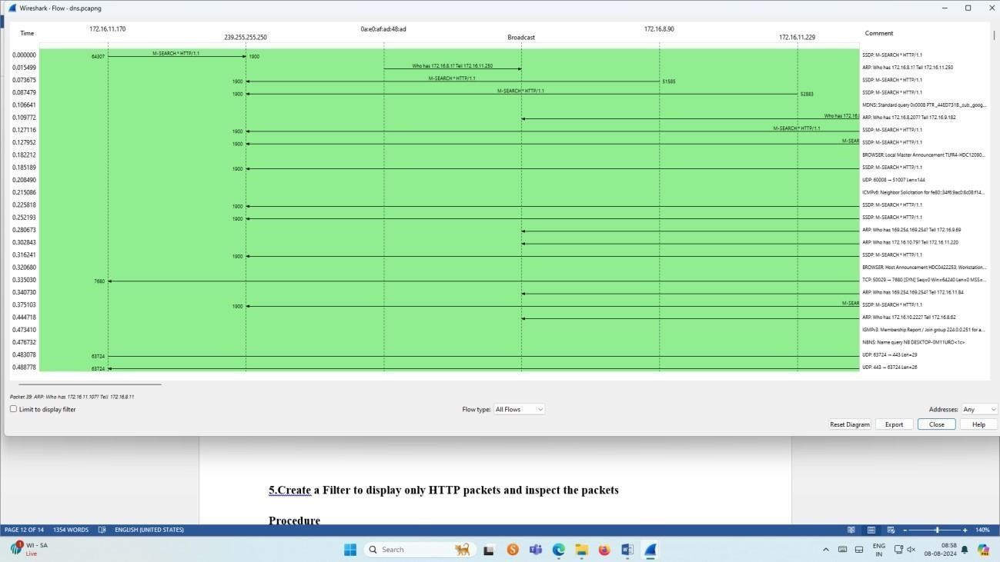 Wireshark · Flow · dns.pcapng
Time 172.16.11.170 239.255.255.250 0a:e0:af:ad:48:ad Broadcast 172.16.8.90 172.16.11.229 Comment
0.000000 64307 M-SEARCH * HTTP/1.1 1900 SSDP: M-SEARCH * HTTP/1.1
0.015499 Who has 172.16.8.1? Tell 172.16.11.250 ARP: Who has 172.16.8.1? Tell 172.16.11.250
0.073675 1900 M-SEARCH * HTTP/1.1 51585 SSDP: M-SEARCH * HTTP/1.1
0.087479 1900 M-SEARCH * HTTP/1.1 52883 SSDP: M-SEARCH * HTTP/1.1
0.106641 MDNS: Standard query 0x0008 PTR _44ED7318._sub._goog...
0.109772 Who has 172.16. ARP: Who has 172.16.8.207? Tell 172.16.9.182
0.127116 1900 M-SEARCH * HTTP/1.1 SSDP: M-SEARCH * HTTP/1.1
0.127952 1900 M-SEAR SSDP: M-SEARCH * HTTP/1.1
0.182212 BROWSER: Local Master Announcement TLFR4-HDC12090...
0.185189 1900 SSDP: M-SEARCH * HTTP/1.1
0.208490 UDP: 60008 → 51007 Len=144
0.215086 ICMPv6: Neighbor Solicitation for fe80::34f6:9ac0:8c08:f14...
0.225818 1900 SSDP: M-SEARCH * HTTP/1.1
0.252193 1900 SSDP: M-SEARCH * HTTP/1.1
0.280673 ARP: Who has 169.254.169.254? Tell 172.16.9.69
0.302843 ARP: Who has 172.16.10.79? Tell 172.16.11.220
0.316241 1900 SSDP: M-SEARCH * HTTP/1.1
0.320680 BROWSER: Host Announcement HDC0422253, Workstation...
0.335030 7680 TCP: 50029 → 7680 [SYN] Seq=0 Win=64240 Len=0 MSS=...
0.340730 ARP: Who has 169.254.169.254? Tell 172.16.11.84
0.375103 1900 M-SEAR SSDP: M-SEARCH * HTTP/1.1
0.444718 ARP: Who has 172.16.10.222? Tell 172.16.8.62
0.473410 IGMPv3: Membership Report / Join group 224.0.0.251 for a...
0.476732 NBNS: Name query NB DESKTOP-0M11URO<1c>
0.483078 63724 UDP: 63724 → 443 Len=29
0.488778 63724 UDP: 443 → 63724 Len=26
Packet 39: ARP: Who has 172.16.11.107? Tell 172.16.8.11
Limit to display filter Flow type: All Flows Addresses: Any
Reset Diagram Export Close Help
5.Create a Filter to display only HTTP packets and inspect the packets
Procedure
PAGE 12 OF 14 1354 WORDS ENGLISH (UNITED STATES) 140%
1 WI - SA
Live
Search
ENG
IN
08:58
08-08-2024